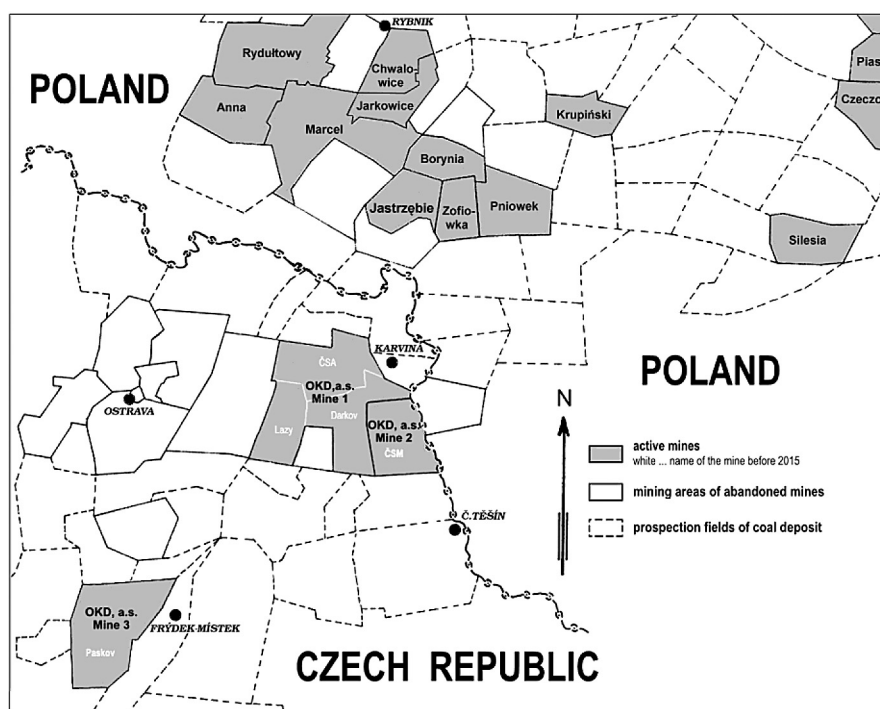 RYBNIK
Rydułtowy
Chwało-
wice
Pias
POLAND
Anna
Jarkowice
Czeczo
Krupiński
Marcel
Borynia
Jastrzębie
Zofio-
wka
Pniowek
Silesia
ČSA
KARVINÁ
POLAND
OKD,a.s.
Mine 1
N
OSTRAVA
Lazy
Darkov
OKD, a.s.
Mine 2
ČSM
active mines
white ... name of the mine before 2015
mining areas of abandoned mines
prospection fields of coal deposit
Č.TĚŠÍN
OKD, a.s.
Mine 3
FRÝDEK-MÍSTEK
Paskov
CZECH REPUBLIC